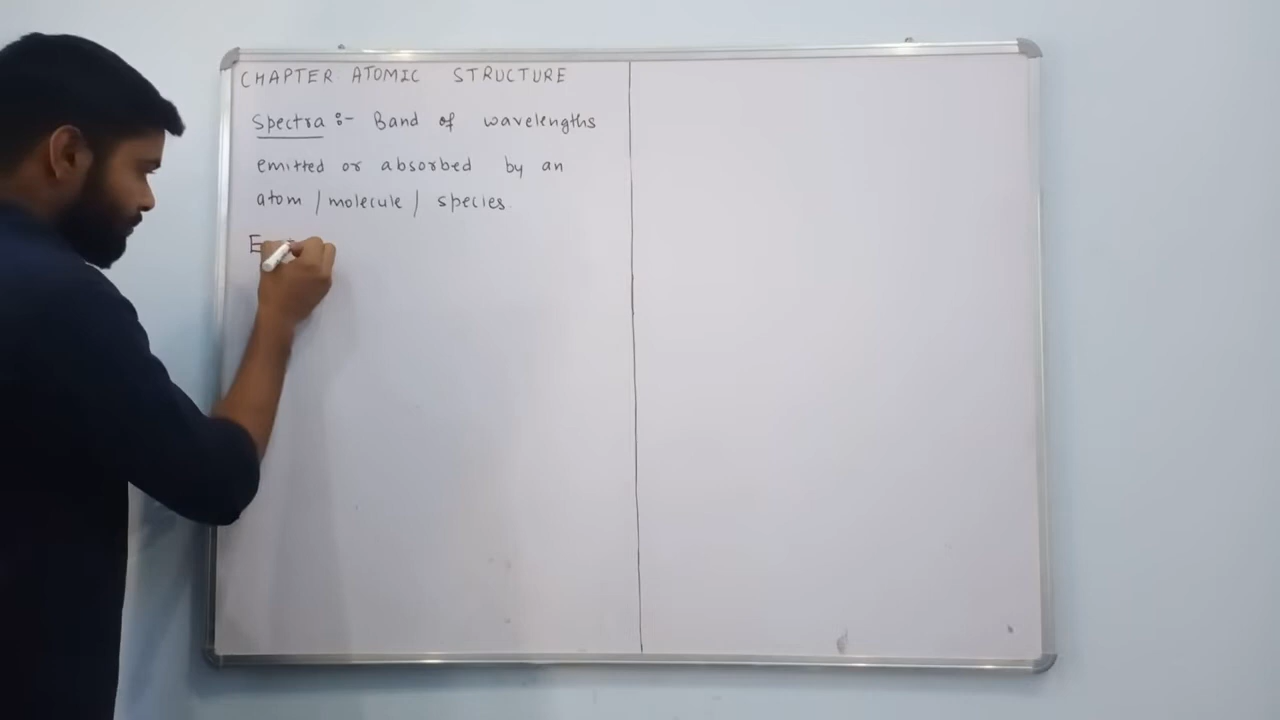 CHAPTER: ATOMIC STRUCTURE
Spectra :- Band of wavelengths
emitted or absorbed by an
atom / molecule / species.
E